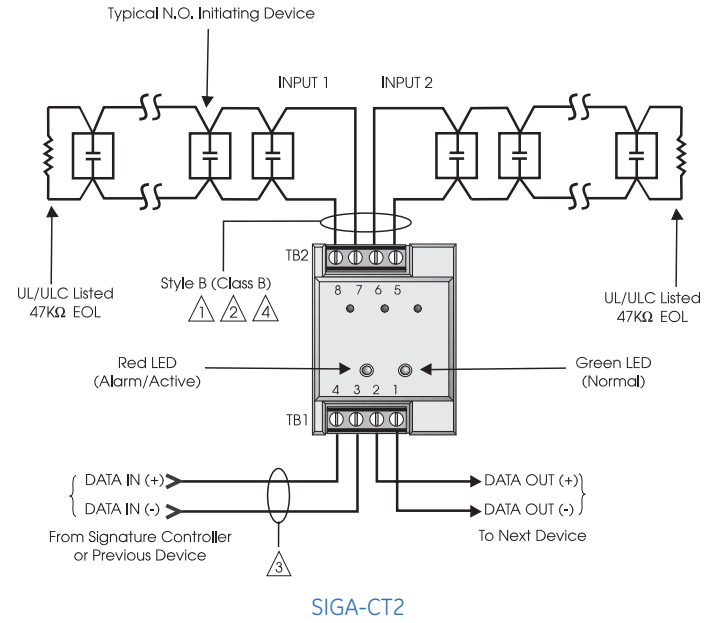 Typical N.O. Initiating Device
INPUT 1
INPUT 2
TB2
8 7 6 5
Style B (Class B)
1 2 4
UL/ULC Listed
47KΩ EOL
UL/ULC Listed
47KΩ EOL
Red LED
(Alarm/Active)
Green LED
(Normal)
4 3 2 1
TB1
DATA IN (+)
DATA IN (-)
From Signature Controller
or Previous Device
3
DATA OUT (+)
DATA OUT (-)
To Next Device
SIGA-CT2